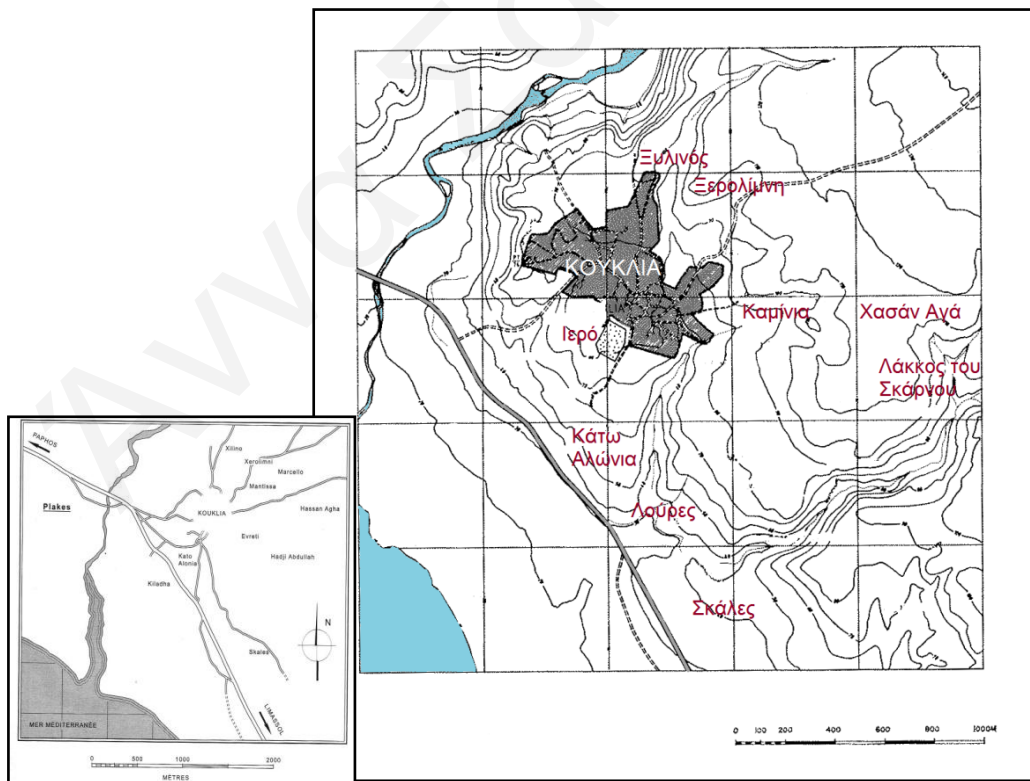 Ξυλινός
Ξερολίμνη
ΚΟΥΚΛΙΑ
Καμίνια
Χασάν Αγά
Ιερό
Λάκκος του
Σκάρνου
Κάτω
Αλώνια
Λούρες
Σκάλες
0 100 200 400 600 800 1000M
PAPHOS
Xilino
Xerolimni
Marcello
Mantissa
Plakes
KOUKLIA
Hassan Agha
Evreti
Kato
Alonia
Hadji Abdullah
Kiladha
N
Skales
LIMASSOL
MER MÉDITERRANÉE
0 500 1000 2000
MÈTRES